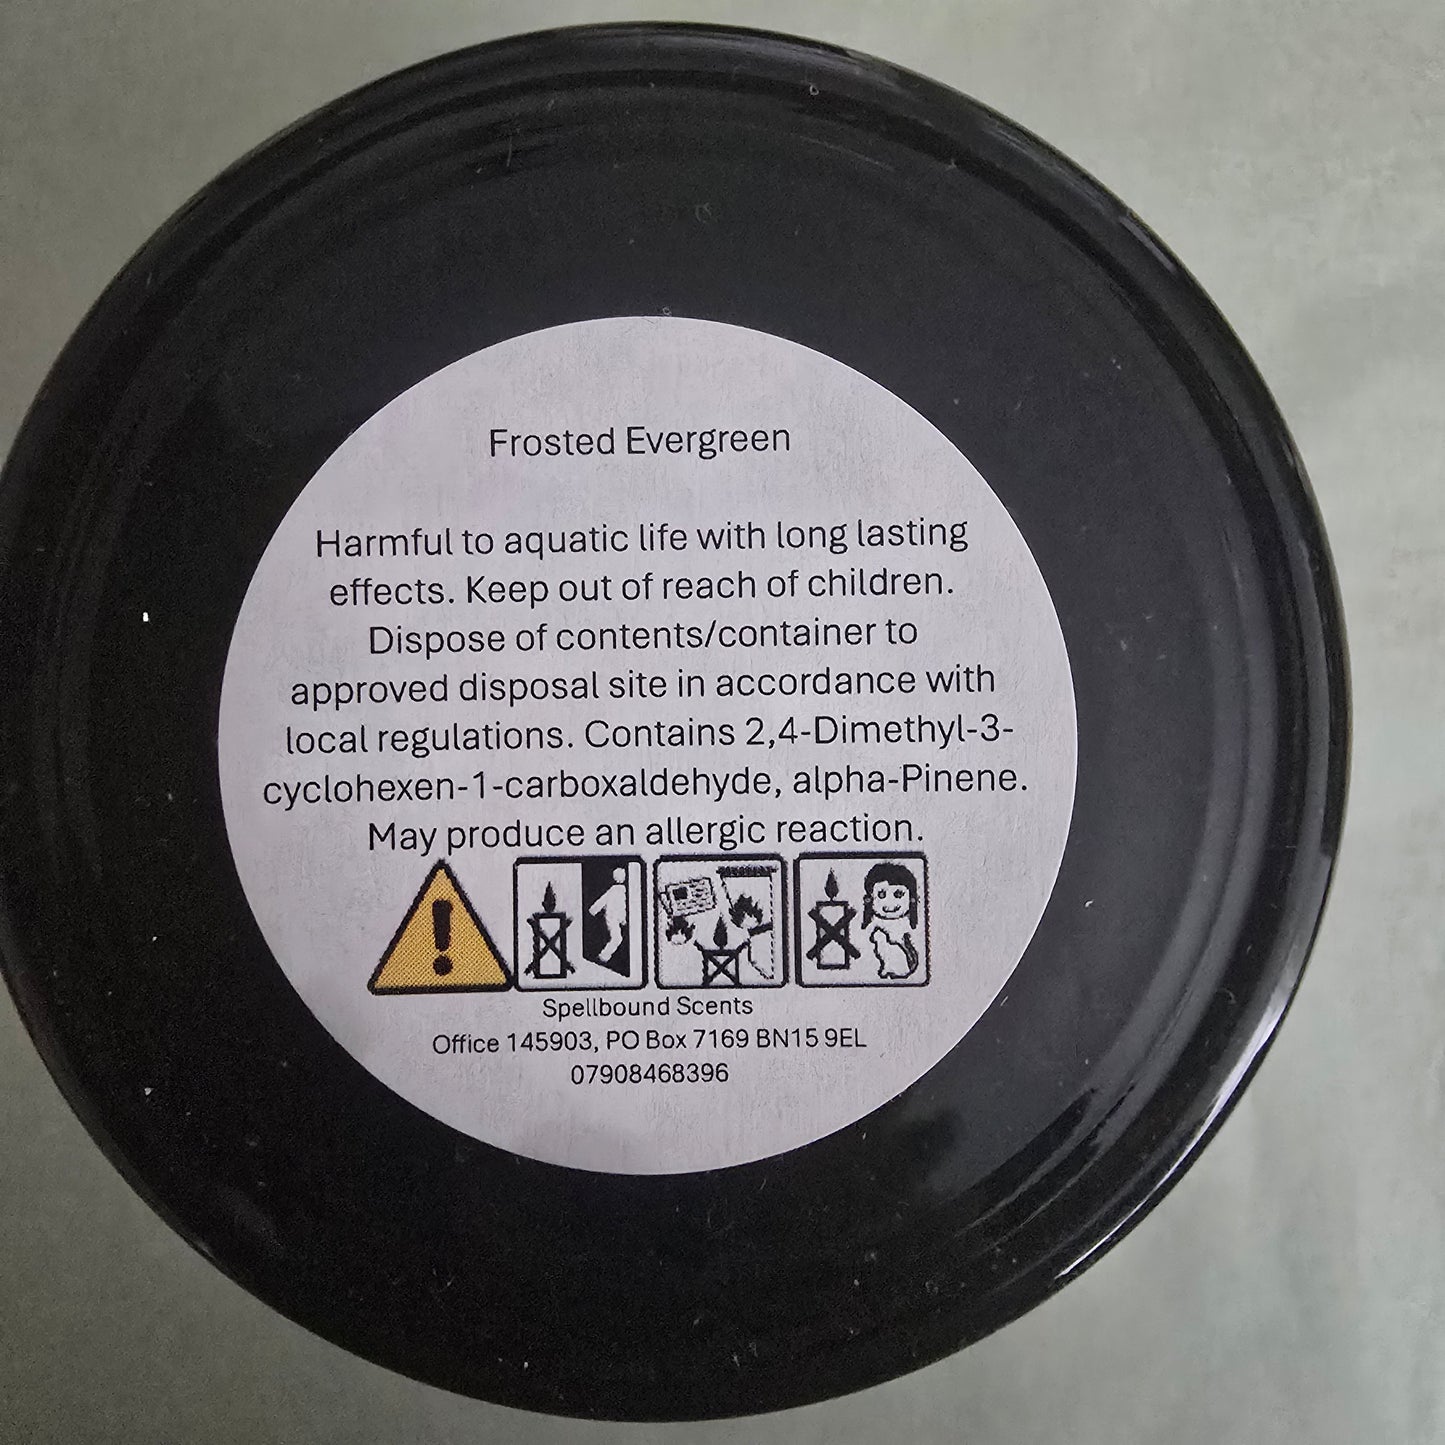 Frosted Evergreen
Harmful to aquatic life with long lasting
effects. Keep out of reach of children.
Dispose of contents/container to
approved disposal site in accordance with
local regulations. Contains 2,4-Dimethyl-3-
cyclohexen-1-carboxaldehyde, alpha-Pinene.
May produce an allergic reaction.
Spellbound Scents
Office 145903, PO Box 7169 BN15 9EL
07908468396